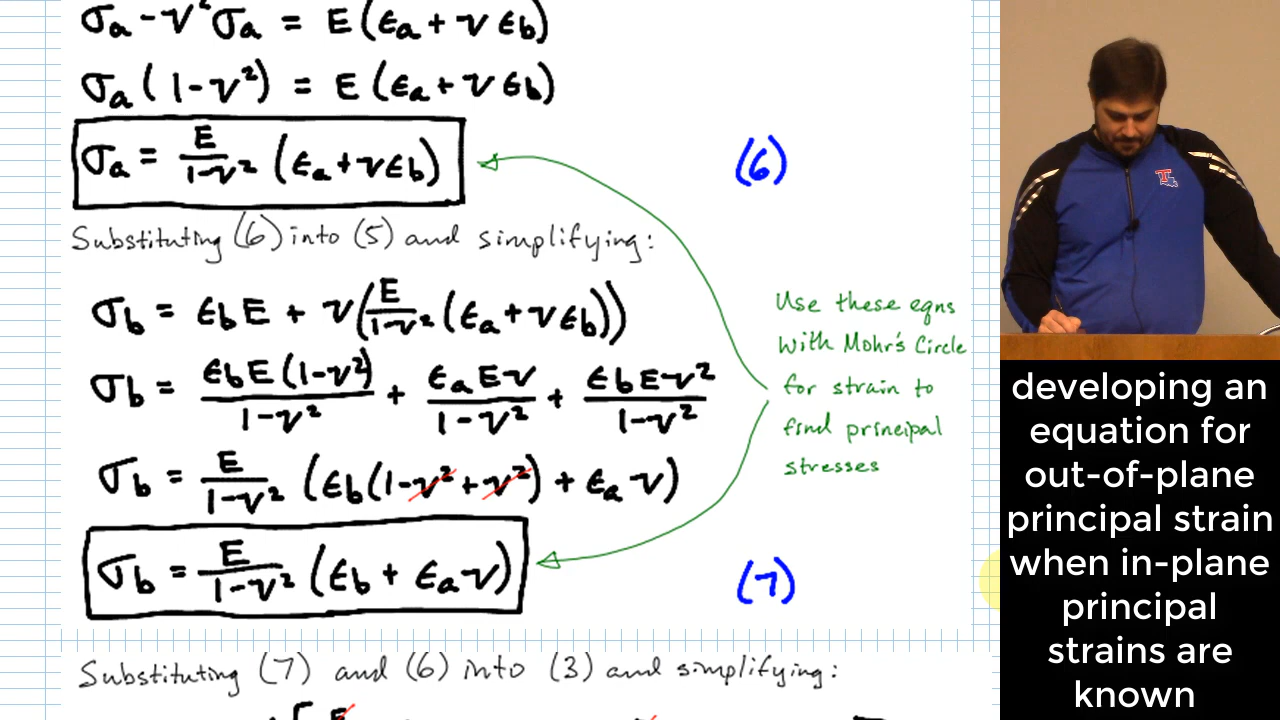 σa - ν²σa = E(ϵa + νϵb)
σa(1-ν²) = E(ϵa + νϵb)
σa = E/(1-ν²) (ϵa + νϵb)
(6)
Substituting (6) into (5) and simplifying:
σb = ϵbE + ν(E/(1-ν²) (ϵa + νϵb))
σb = ϵbE(1-ν²)/(1-ν²) + ϵaEν/(1-ν²) + ϵbEν²/(1-ν²)
σb = E/(1-ν²) (ϵb(1-ν²+ν²) + ϵaν)
σb = E/(1-ν²) (ϵb + ϵaν)
(7)
Use these eqns
with Mohr's Circle
for strain to
find principal
stresses
Substituting (7) and (6) into (3) and simplifying:
developing an
equation for
out-of-plane
principal strain
when in-plane
principal
strains are
known